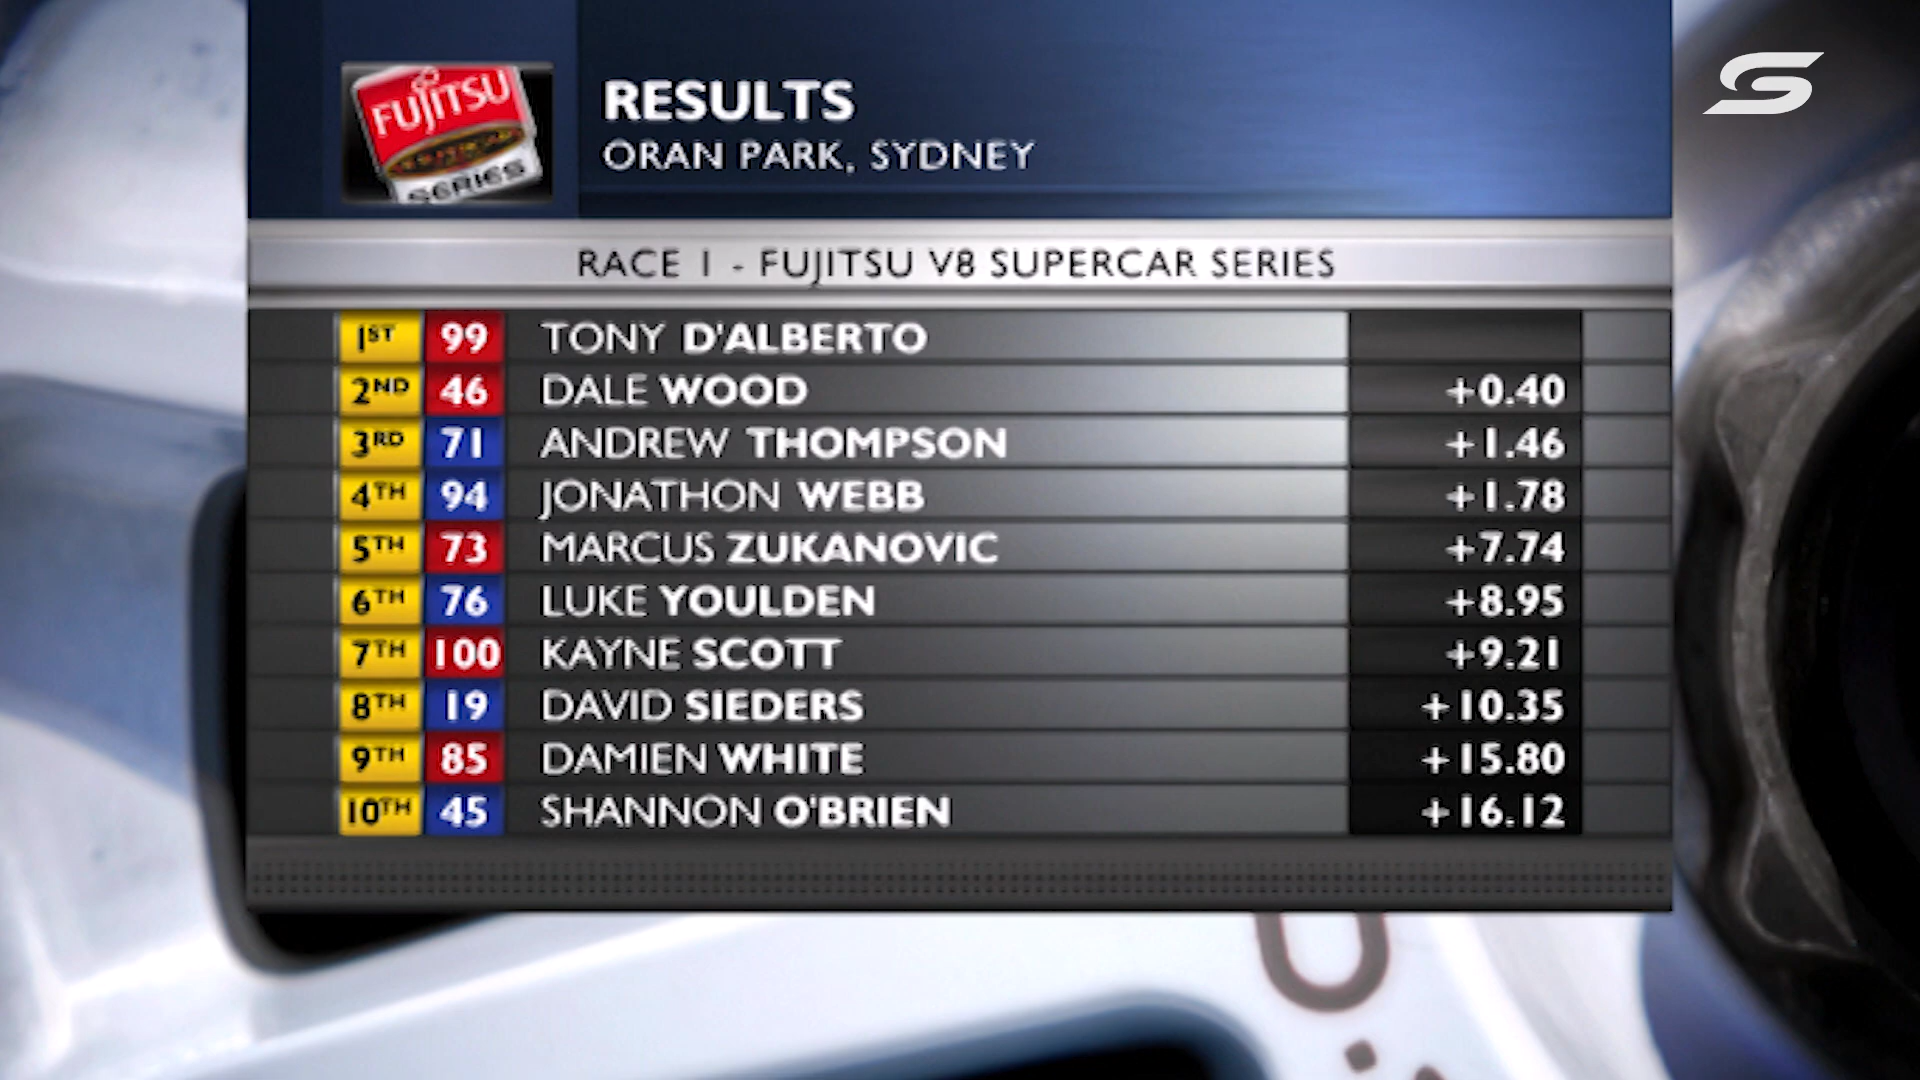 FUJITSU
SERIES
RESULTS
ORAN PARK, SYDNEY
RACE 1 - FUJITSU V8 SUPERCAR SERIES
1ST 99 TONY D'ALBERTO
2ND 46 DALE WOOD +0.40
3RD 71 ANDREW THOMPSON +1.46
4TH 94 JONATHON WEBB +1.78
5TH 73 MARCUS ZUKANOVIC +7.74
6TH 76 LUKE YOULDEN +8.95
7TH 100 KAYNE SCOTT +9.21
8TH 19 DAVID SIEDERS +10.35
9TH 85 DAMIEN WHITE +15.80
10TH 45 SHANNON O'BRIEN +16.12